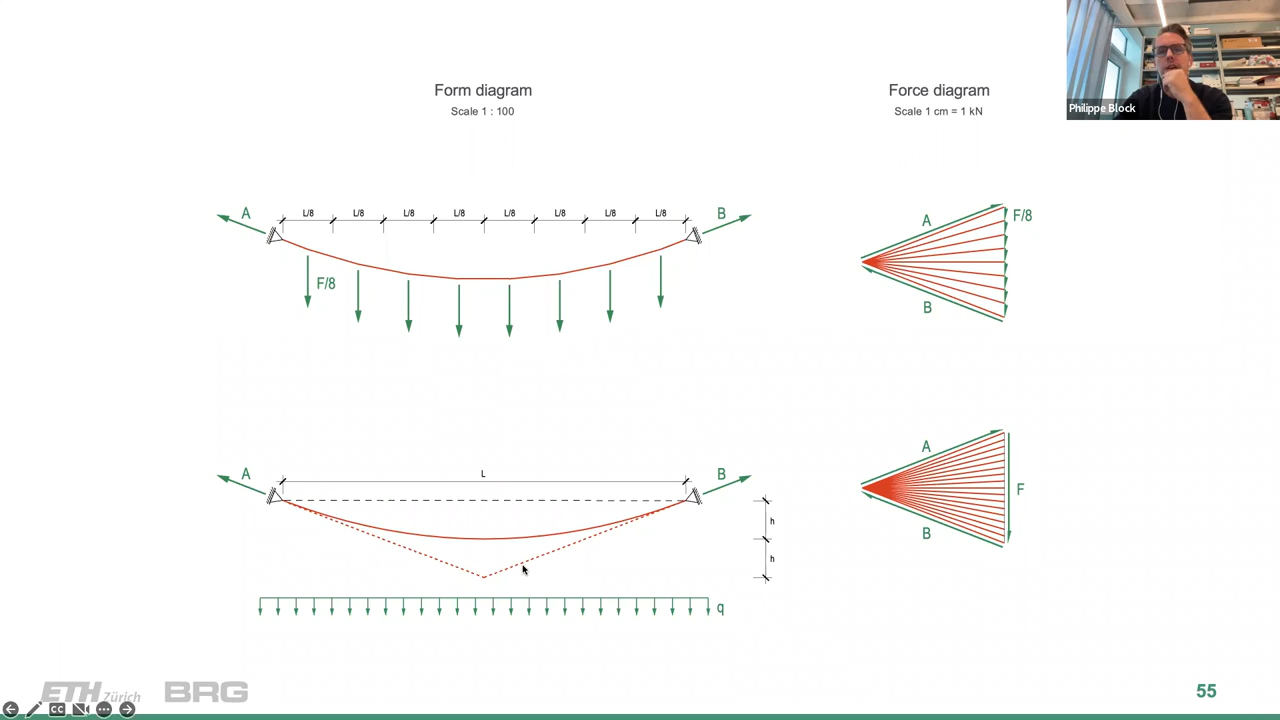 Philippe Block
Form diagram
Scale 1 : 100
Force diagram
Scale 1 cm = 1 kN
A
L/8 L/8 L/8 L/8 L/8 L/8 L/8 L/8
B
F/8
A
F/8
B
A
L
B
h
h
q
A
F
B
ETH Zürich BRG
55
CC